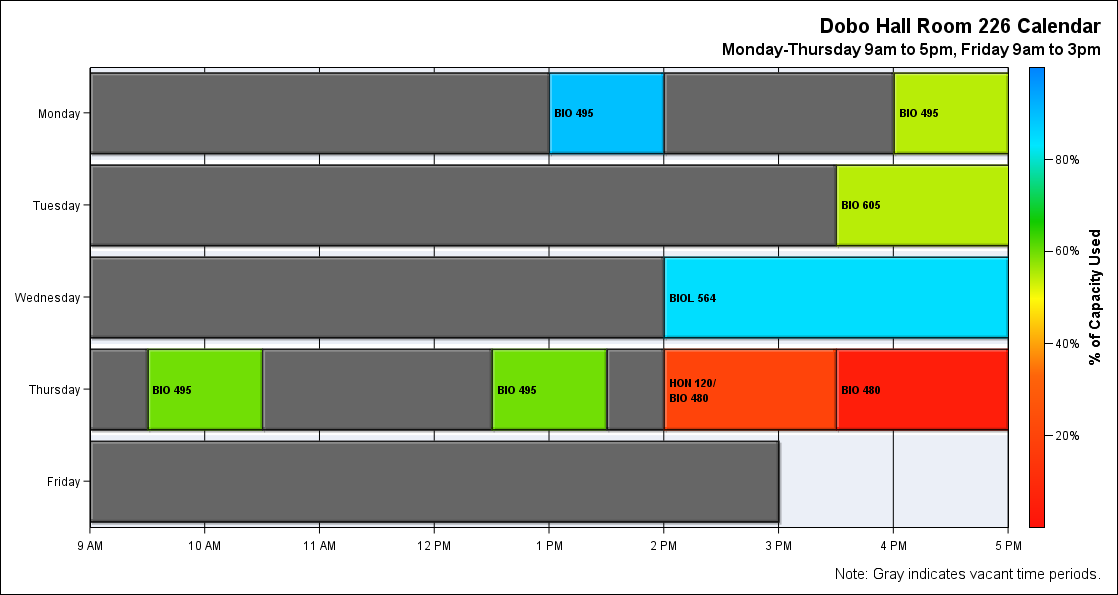 Dobo Hall Room 226 Calendar
Monday-Thursday 9am to 5pm, Friday 9am to 3pm
Monday
BIO 495
BIO 495
Tuesday
BIO 605
Wednesday
BIOL 564
Thursday
BIO 495
BIO 495
HON 120/
BIO 480
BIO 480
Friday
9 AM
10 AM
11 AM
12 PM
1 PM
2 PM
3 PM
4 PM
5 PM
80%
60%
40%
20%
% of Capacity Used
Note: Gray indicates vacant time periods.